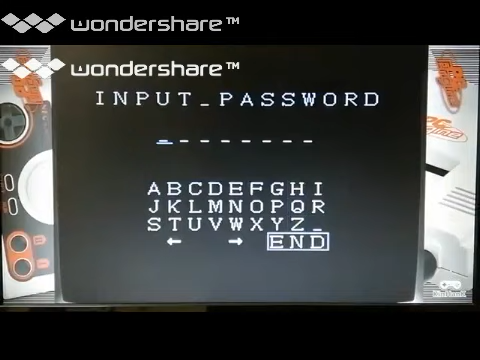 wondershare™
wondershare™
INPUT_PASSWORD
_ _ _ _ _ _ _ _
ABCDEFGHI
JKLMNOPQR
STUVWXYZ_
← → END